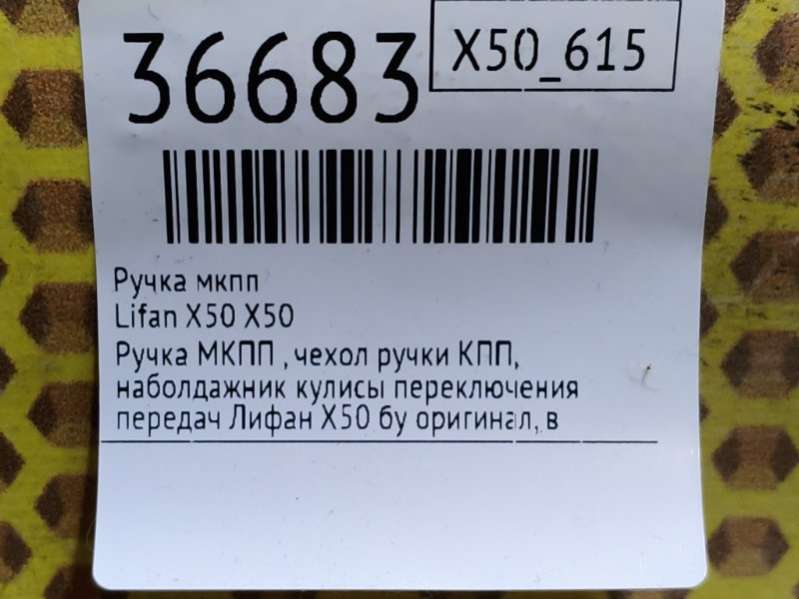 36683
X50_615
Ручка мкпп
Lifan X50 X50
Ручка МКПП , чехол ручки КПП,
наболдажник кулисы переключения
передач Лифан X50 бу оригинал, в